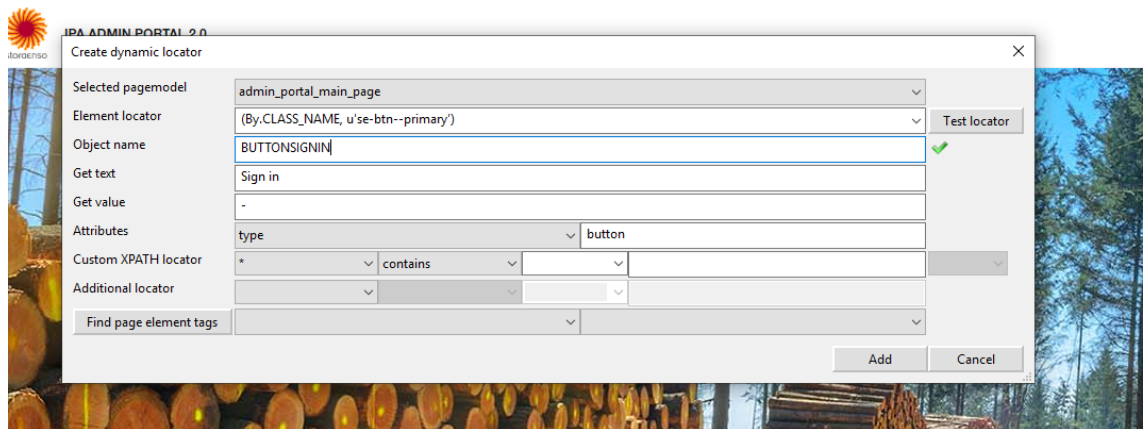 IPA ADMIN PORTAL 2.0
storaenso
Create dynamic locator
Selected pagemodel admin_portal_main_page
Element locator (By.CLASS_NAME, u'se-btn--primary') Test locator
Object name BUTTONSIGNIN
Get text Sign in
Get value -
Attributes type button
Custom XPATH locator * contains
Additional locator
Find page element tags
Add Cancel